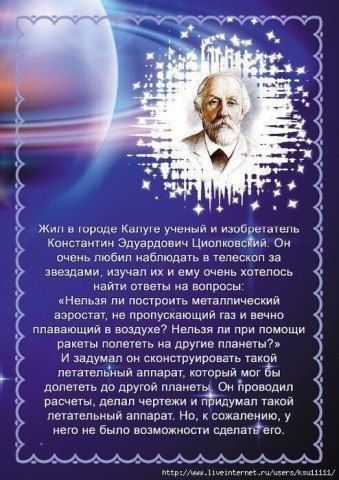 Жил в городе Калуге ученый и изобретатель
Константин Эдуардович Циолковский. Он
очень любил наблюдать в телескоп за
звездами, изучал их и ему очень хотелось
найти ответы на вопросы:
«Нельзя ли построить металлический
аэростат, не пропускающий газ и вечно
плавающий в воздухе? Нельзя ли при помощи
ракеты полететь на другие планеты?»
И задумал он сконструировать такой
летательный аппарат, который мог бы
долететь до другой планеты. Он проводил
расчеты, делал чертежи и придумал такой
летательный аппарат. Но, к сожалению, у
него не было возможности сделать его.
http://www.liveinternet.ru/users/ksu11111/